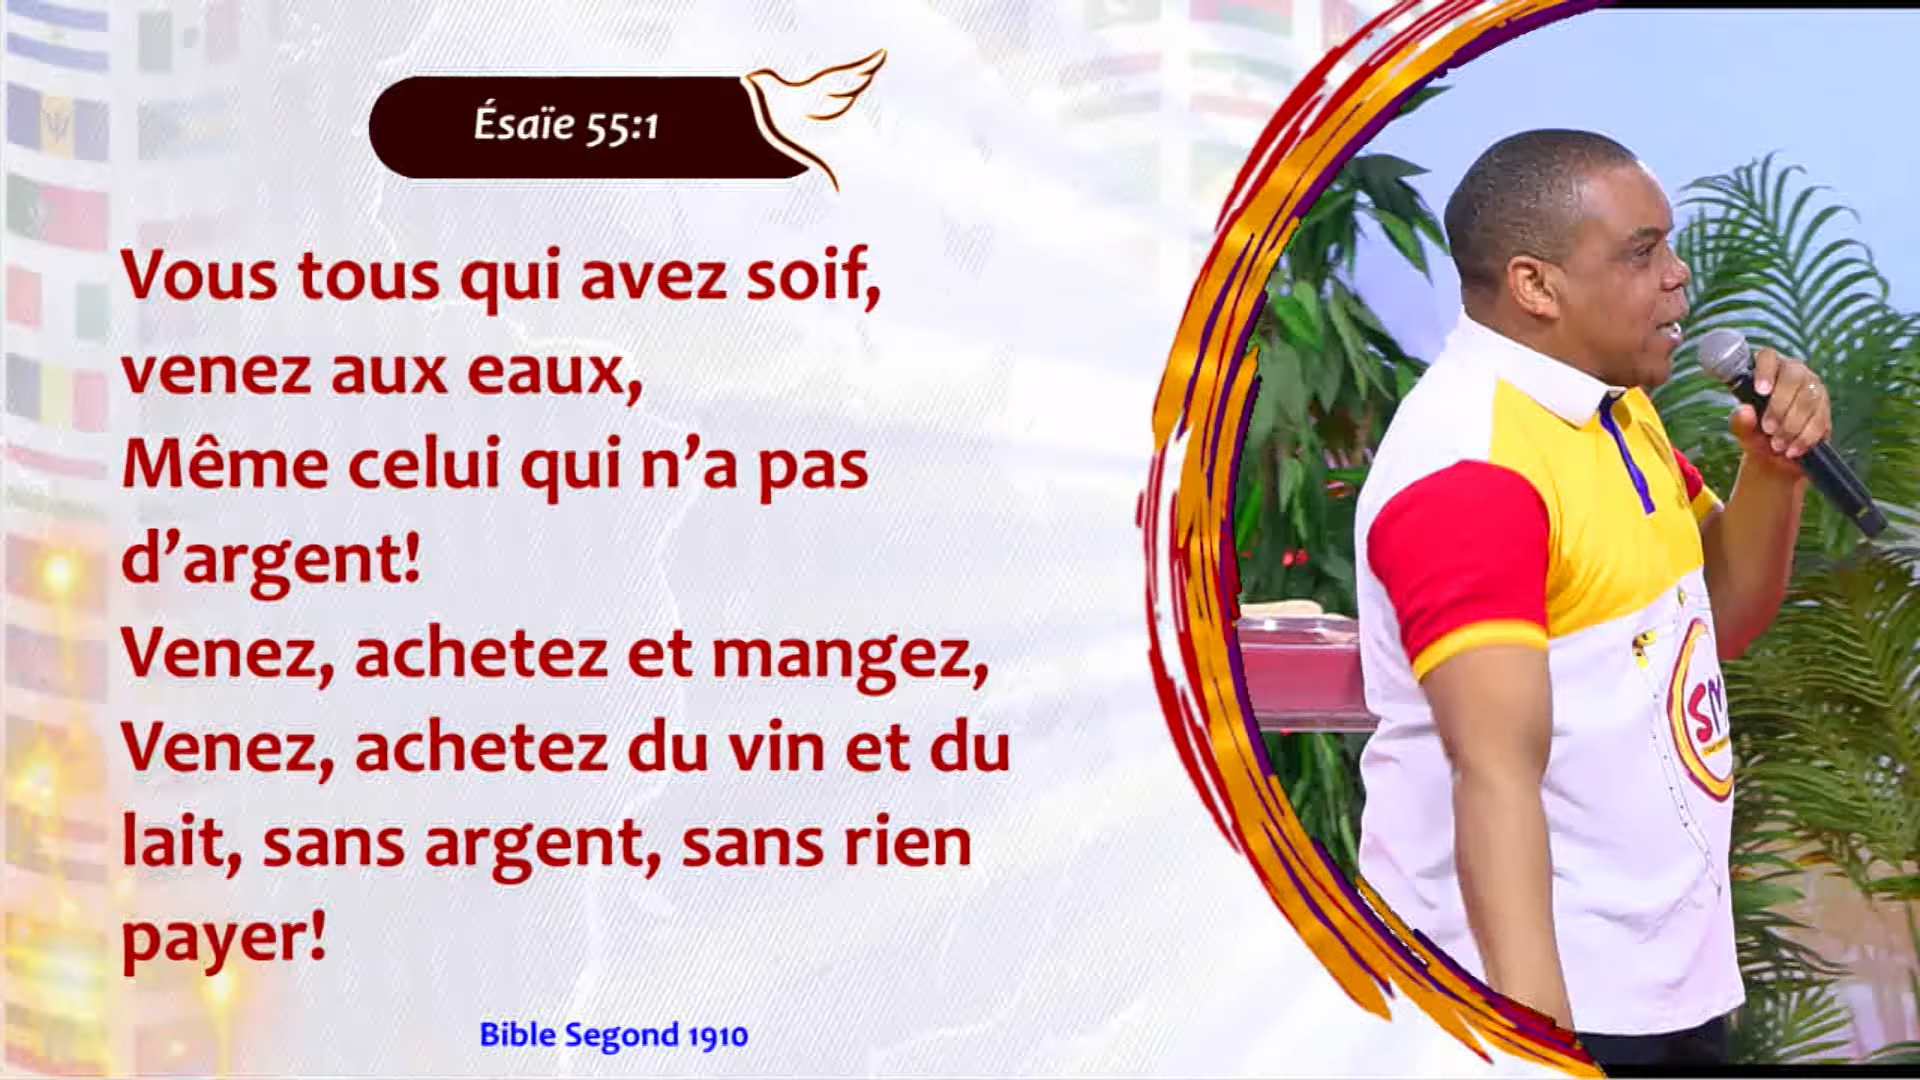 Ésaïe 55:1
Vous tous qui avez soif,
venez aux eaux,
Même celui qui n’a pas
d’argent!
Venez, achetez et mangez,
Venez, achetez du vin et du
lait, sans argent, sans rien
payer!
Bible Segond 1910